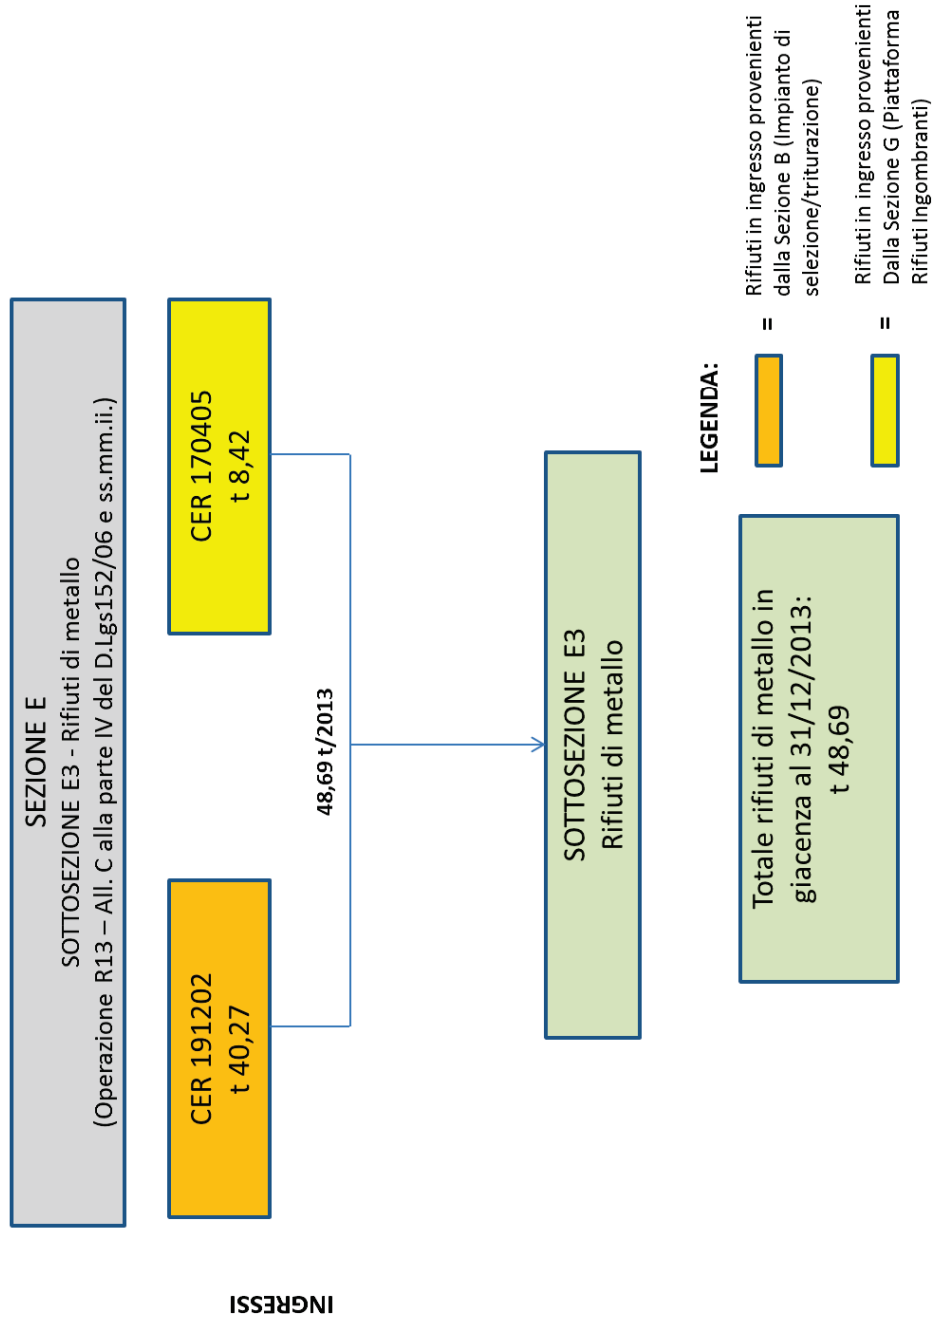 SEZIONE E
SOTTOSEZIONE E3 - Rifiuti di metallo
(Operazione R13 – All. C alla parte IV del D.Lgs152/06 e ss.mm.ii.)
INGRESSI
CER 191202
t 40,27
CER 170405
t 8,42
48,69 t/2013
SOTTOSEZIONE E3
Rifiuti di metallo
Totale rifiuti di metallo in
giacenza al 31/12/2013:
t 48,69
LEGENDA:
= Rifiuti in ingresso provenienti
dalla Sezione B (Impianto di
selezione/triturazione)
= Rifiuti in ingresso provenienti
Dalla Sezione G (Piattaforma
Rifiuti Ingombranti)